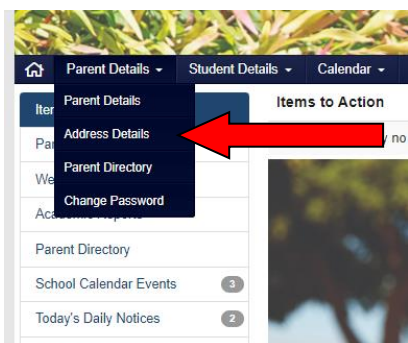 Parent Details Student Details Calendar
Parent Details
Address Details
Parent Directory
Change Password
Items to Action
no
Parent Directory
School Calendar Events 3
Today's Daily Notices 2